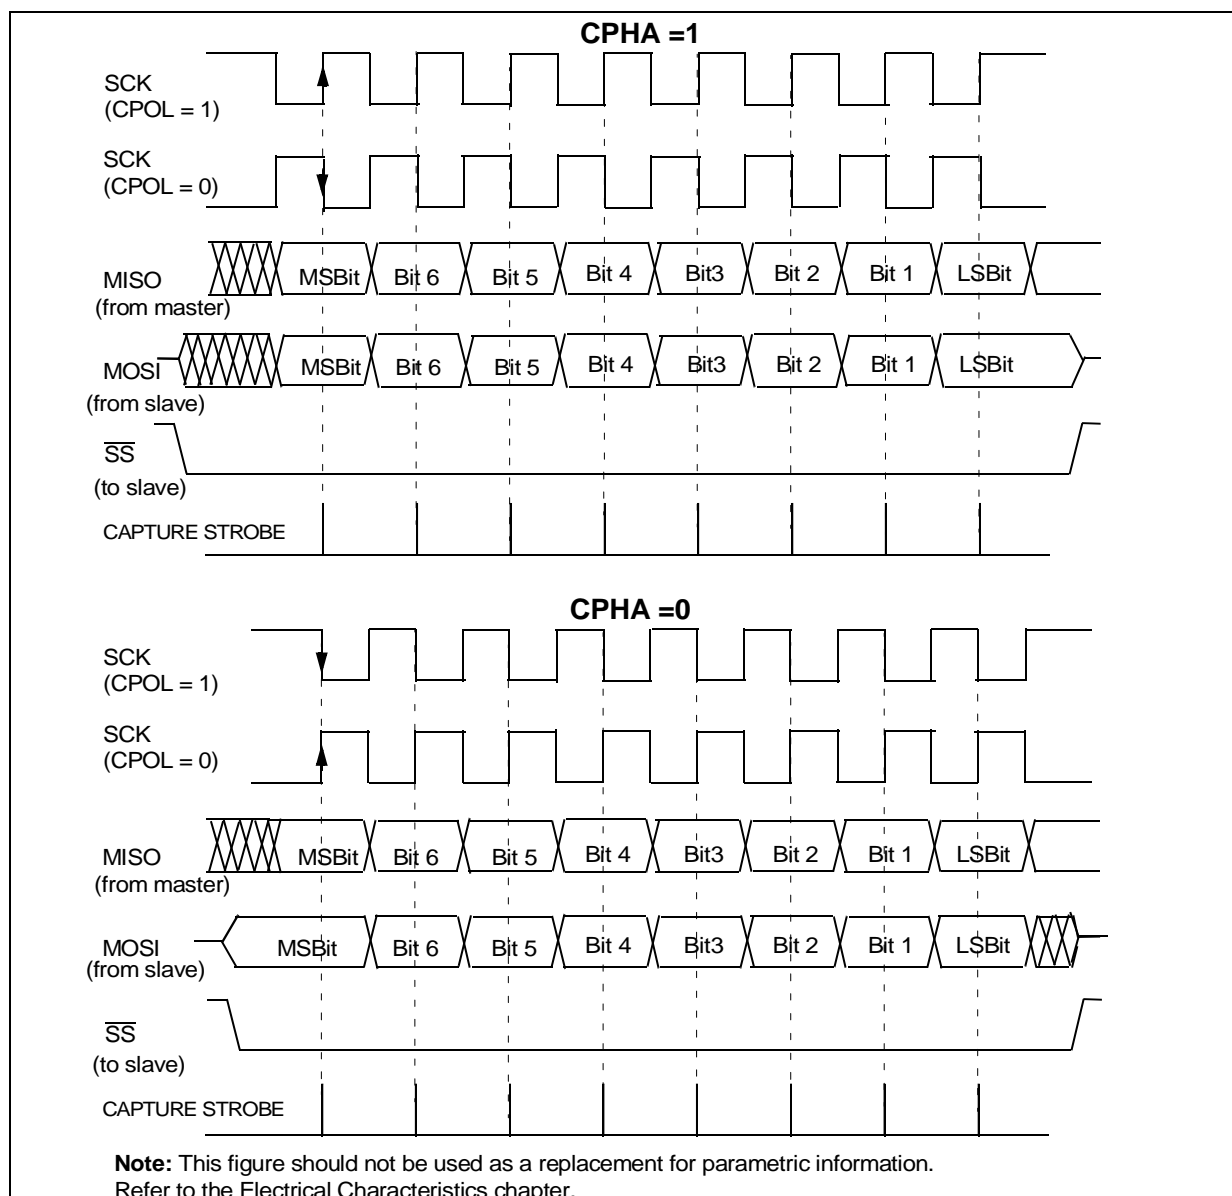 CPHA =1
SCK
(CPOL = 1)
SCK
(CPOL = 0)
MISO
(from master)
MSBit Bit 6 Bit 5 Bit 4 Bit3 Bit 2 Bit 1 LSBit
MOSI
(from slave)
MSBit Bit 6 Bit 5 Bit 4 Bit3 Bit 2 Bit 1 LSBit
SS
(to slave)
CAPTURE STROBE
CPHA =0
SCK
(CPOL = 1)
SCK
(CPOL = 0)
MISO
(from master)
MSBit Bit 6 Bit 5 Bit 4 Bit3 Bit 2 Bit 1 LSBit
MOSI
(from slave)
MSBit Bit 6 Bit 5 Bit 4 Bit3 Bit 2 Bit 1 LSBit
SS
(to slave)
CAPTURE STROBE
Note: This figure should not be used as a replacement for parametric information.
Refer to the Electrical Characteristics chapter.